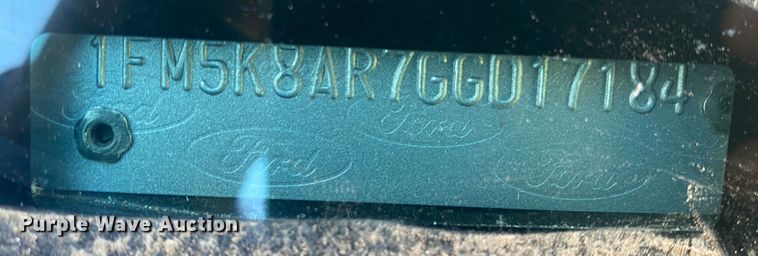 1FM5K8AR7GGD17184
Ford Ford
Ford Ford
Purple Wave Auction